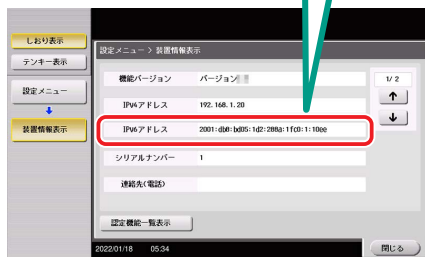 しおり表示
テンキー表示
設定メニュー
装置情報表示
設定メニュー > 装置情報表示
機能バージョン バージョン
IPv4アドレス 192.168.1.20
IPv6アドレス 2001:db8:bd05:1d2:288a:1fc0:1:10ee
シリアルナンバー 1
連絡先(電話)
認定機能一覧表示
1/ 2
↑
↓
2022/01/18 05:34
閉じる